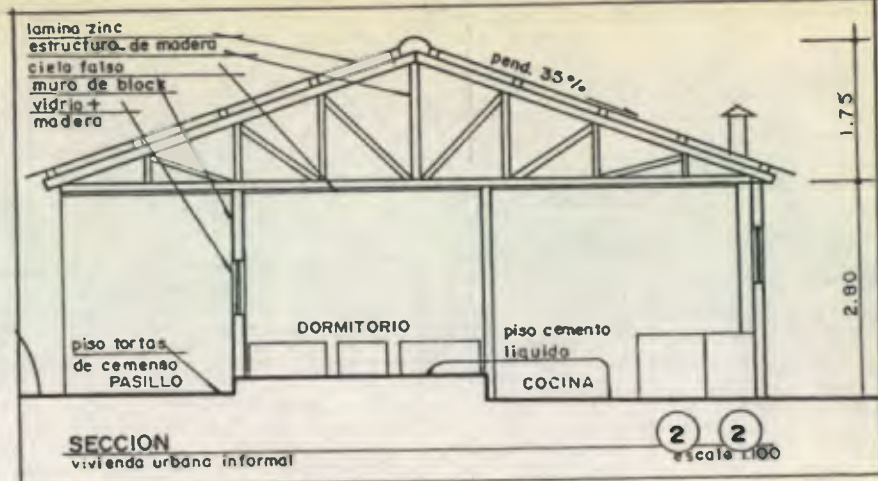 lamina zinc
estructura de madera
cielo falso
muro de block
vidrio +
madera
pend. 35%
1.75
2.80
DORMITORIO
piso tortas
de cemenso
PASILLO
piso cemento
liquido
COCINA
SECCION
vivienda urbana informal
2 2
escala 1:100